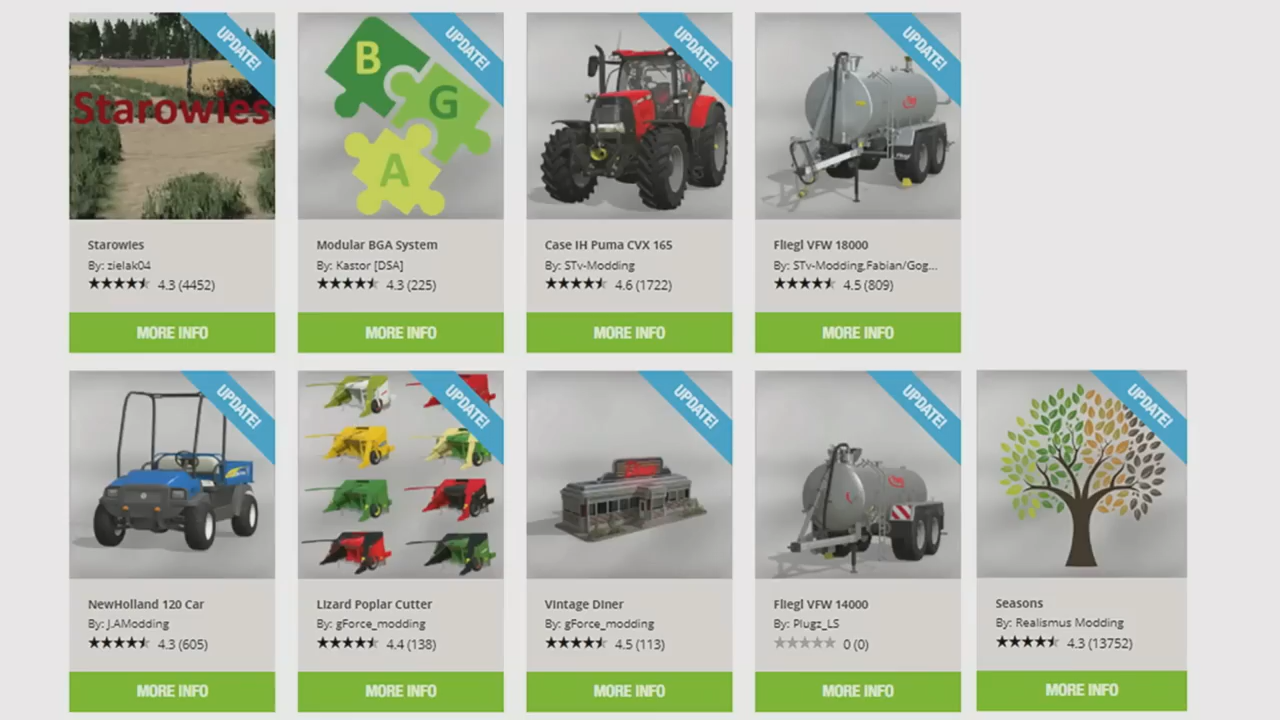 UPDATE!
Starowies
Starowies
By: zielak04
4.3 (4452)
MORE INFO
UPDATE!
B
G
A
Modular BGA System
By: Kastor [DSA]
4.3 (225)
MORE INFO
UPDATE!
Case IH Puma CVX 165
By: STv-Modding
4.6 (1722)
MORE INFO
UPDATE!
Fliegl VFW 18000
By: STv-Modding,Fabian/Gog...
4.5 (809)
MORE INFO
UPDATE!
NewHolland 120 Car
By: J.AModding
4.3 (605)
MORE INFO
UPDATE!
Lizard Poplar Cutter
By: gForce_modding
4.4 (138)
MORE INFO
UPDATE!
Vintage Diner
By: gForce_modding
4.5 (113)
MORE INFO
UPDATE!
Fliegl VFW 14000
By: Plugz_LS
0 (0)
MORE INFO
UPDATE!
Seasons
By: Realismus Modding
4.3 (13752)
MORE INFO